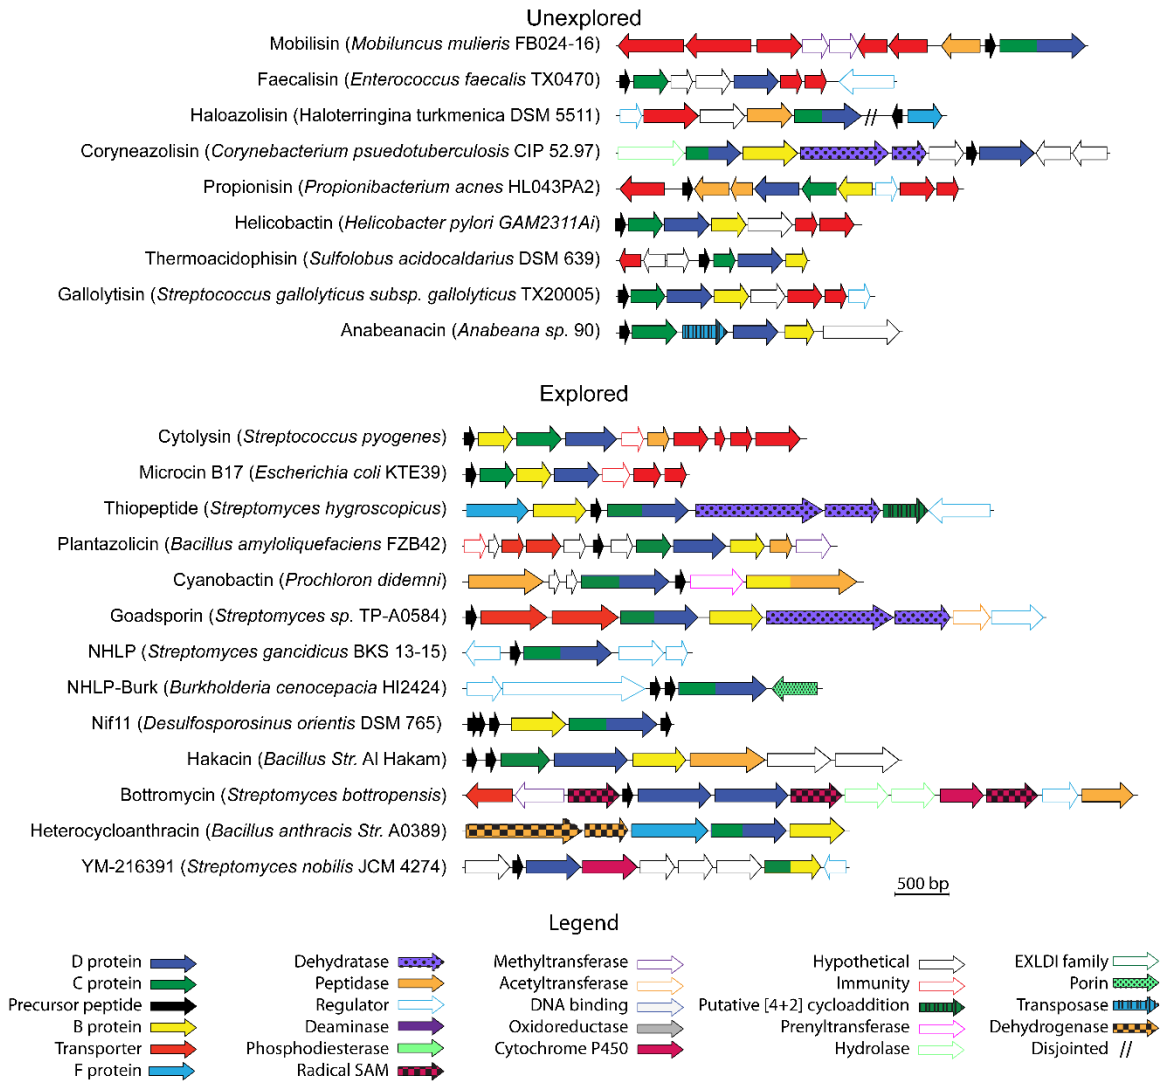 Unexplored
Mobilisin (Mobiluncus mulieris FB024-16)
Faecalisin (Enterococcus faecalis TX0470)
Haloazolisin (Haloterringina turkmenica DSM 5511)
//
Coryneazolisin (Corynebacterium psuedotuberculosis CIP 52.97)
Propionisin (Propionibacterium acnes HL043PA2)
Helicobactin (Helicobacter pylori GAM2311Ai)
Thermoacidophisin (Sulfolobus acidocaldarius DSM 639)
Gallolytisin (Streptococcus gallolyticus subsp. gallolyticus TX20005)
Anabeanacin (Anabeana sp. 90)
Explored
Cytolysin (Streptococcus pyogenes)
Microcin B17 (Escherichia coli KTE39)
Thiopeptide (Streptomyces hygroscopicus)
Plantazolicin (Bacillus amyloliquefaciens FZB42)
Cyanobactin (Prochloron didemni)
Goadsporin (Streptomyces sp. TP-A0584)
NHLP (Streptomyces gancidicus BKS 13-15)
NHLP-Burk (Burkholderia cenocepacia HI2424)
Nif11 (Desulfosporosinus orientis DSM 765)
Hakacin (Bacillus Str. Al Hakam)
Bottromycin (Streptomyces bottropensis)
Heterocycloanthracin (Bacillus anthracis Str. A0389)
YM-216391 (Streptomyces nobilis JCM 4274)
500 bp
Legend
D protein
C protein
Precursor peptide
B protein
Transporter
F protein
Dehydratase
Peptidase
Regulator
Deaminase
Phosphodiesterase
Radical SAM
Methyltransferase
Acetyltransferase
DNA binding
Oxidoreductase
Cytochrome P450
Hypothetical
Immunity
Putative [4+2] cycloaddition
Prenyltransferase
Hydrolase
EXLDI family
Porin
Transposase
Dehydrogenase
Disjointed //